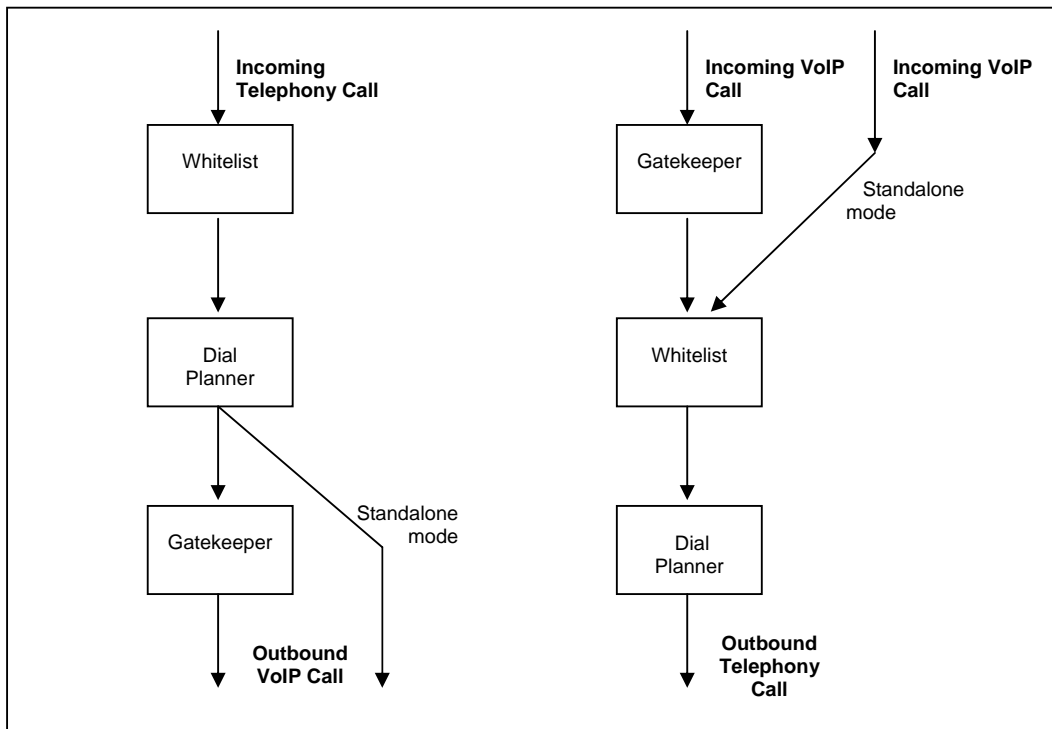 Incoming
Telephony Call
Whitelist
Dial
Planner
Standalone
mode
Gatekeeper
Outbound
VoIP Call
Incoming VoIP
Call
Incoming VoIP
Call
Gatekeeper
Standalone
mode
Whitelist
Dial
Planner
Outbound
Telephony
Call